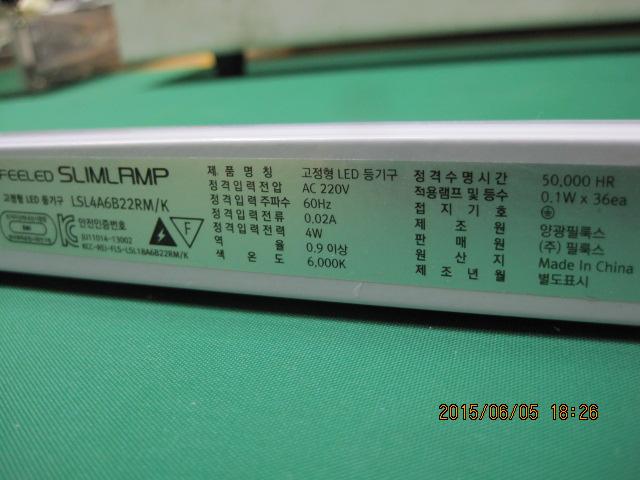 FEELED SLIMLAMP
고정형 LED 등기구 LSL4A6B22RM/K
안전인증번호
JU11014-13002
KCC-REI-FLS-LSL18A6B22RM/K
F
제 품 명 칭 고정형 LED 등기구
정격입력전압 AC 220V
정격입력주파수 60Hz
정격입력전류 0.02A
정격입력전력 4W
역 율 0.9 이상
색 온 도 6,000K
정격수명시간 50,000 HR
적용램프 및 등수 0.1W x 36ea
접 지 기 호
제 조 원 양광필룩스
판 매 원 (주) 필룩스
원 산 지 Made In China
제 조 년 월 별도표시
2015/06/05 18:26